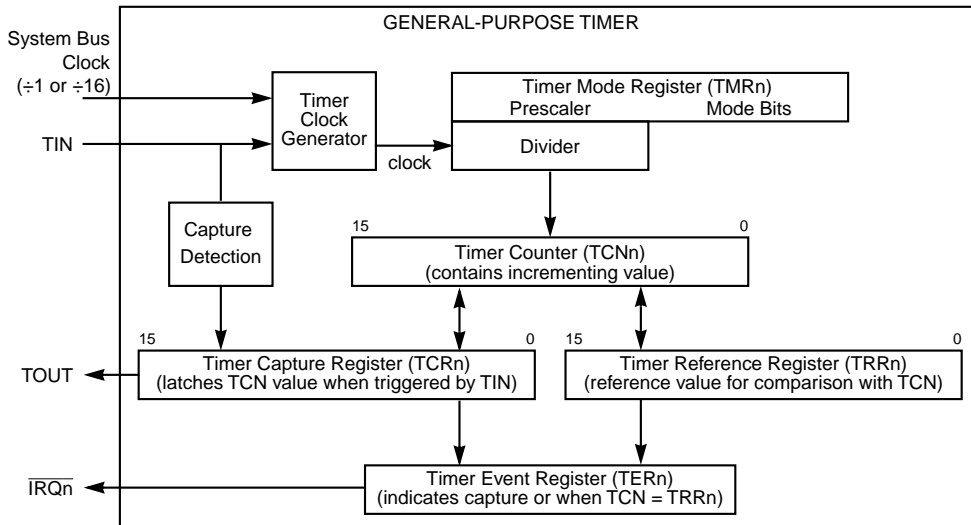 GENERAL-PURPOSE TIMER
System Bus
Clock
(÷1 or ÷16)
TIN
Timer
Clock
Generator
clock
Timer Mode Register (TMRn)
Prescaler Mode Bits
Divider
Capture
Detection
15 0
Timer Counter (TCNn)
(contains incrementing value)
15 0
Timer Capture Register (TCRn)
(latches TCN value when triggered by TIN)
15 0
Timer Reference Register (TRRn)
(reference value for comparison with TCN)
TOUT
Timer Event Register (TERn)
(indicates capture or when TCN = TRRn)
IRQn